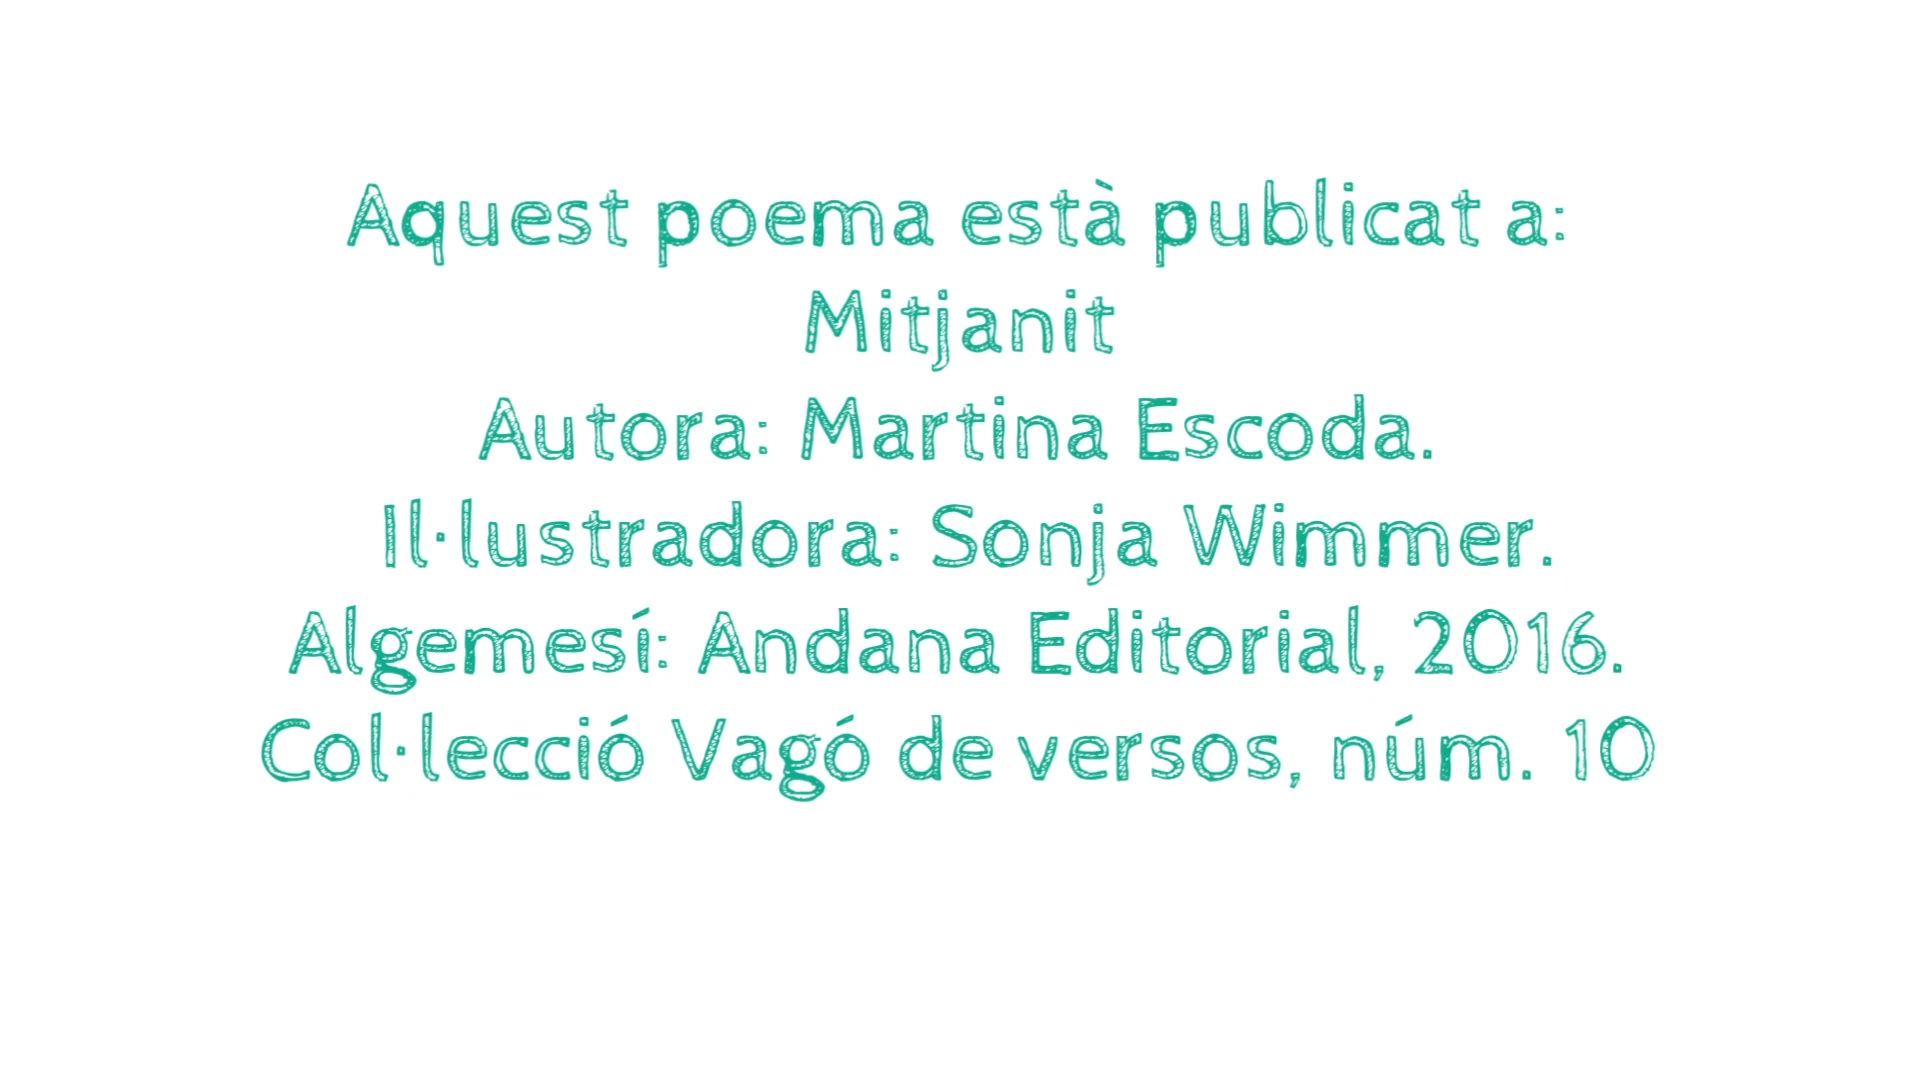 Aquest poema està publicat a:
Mitjanit
Autora: Martina Escoda.
Il·lustradora: Sonja Wimmer.
Algemesí: Andana Editorial, 2016.
Col·lecció Vagó de versos, núm. 10